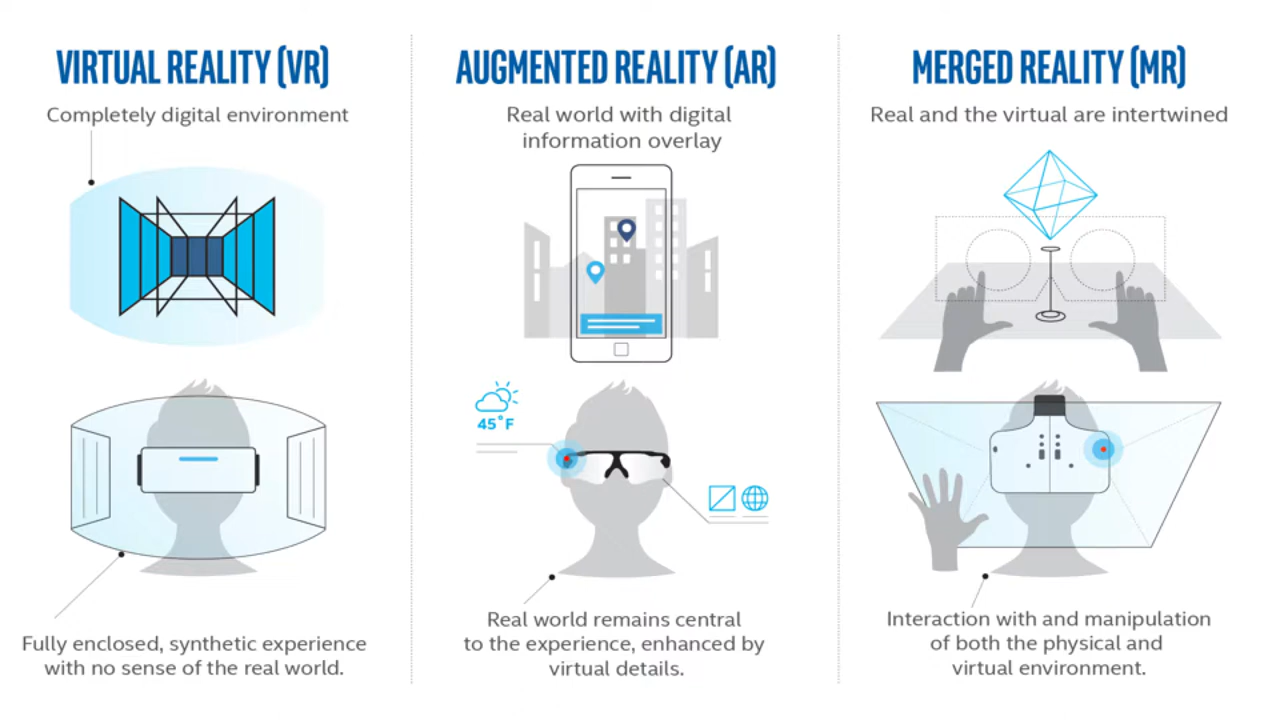 VIRTUAL REALITY (VR)
Completely digital environment
Fully enclosed, synthetic experience
with no sense of the real world.
AUGMENTED REALITY (AR)
Real world with digital
information overlay
45°F
Real world remains central
to the experience, enhanced by
virtual details.
MERGED REALITY (MR)
Real and the virtual are intertwined
Interaction with and manipulation
of both the physical and
virtual environment.